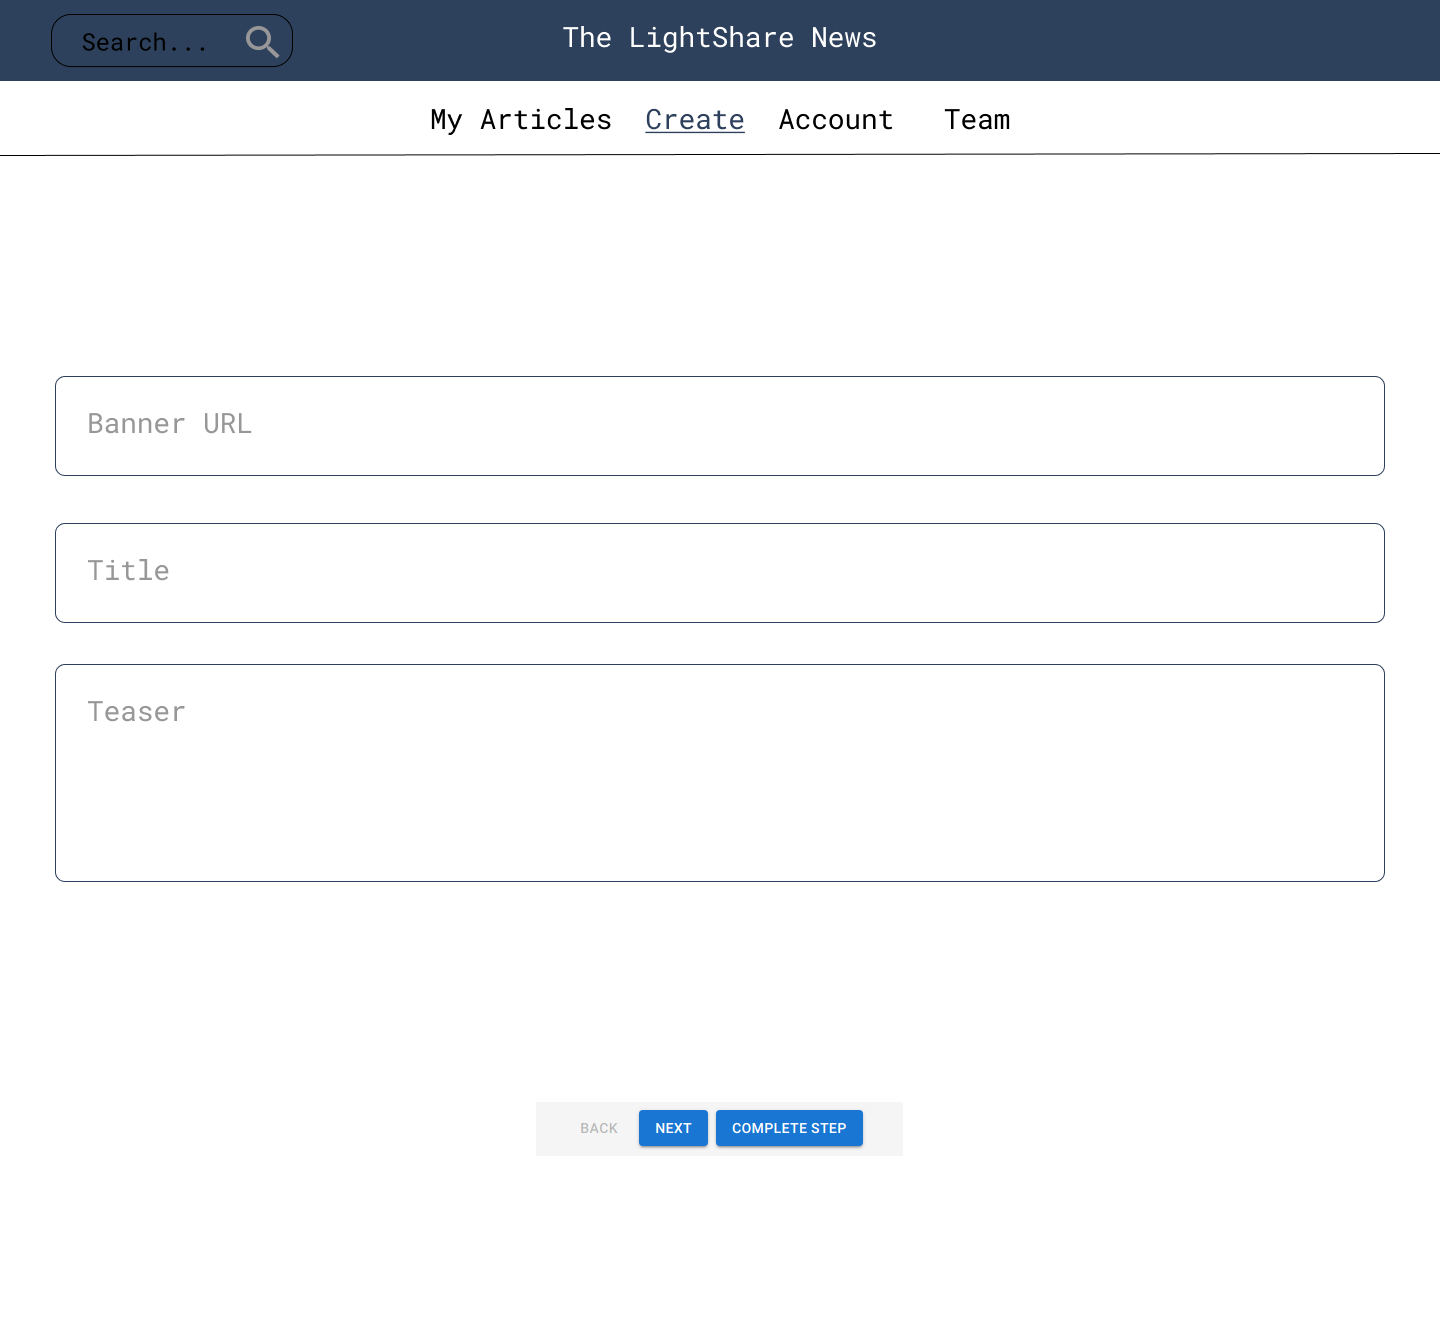 Search...
The LightShare News
My Articles Create Account Team
Banner URL
Title
Teaser
BACK NEXT COMPLETE STEP